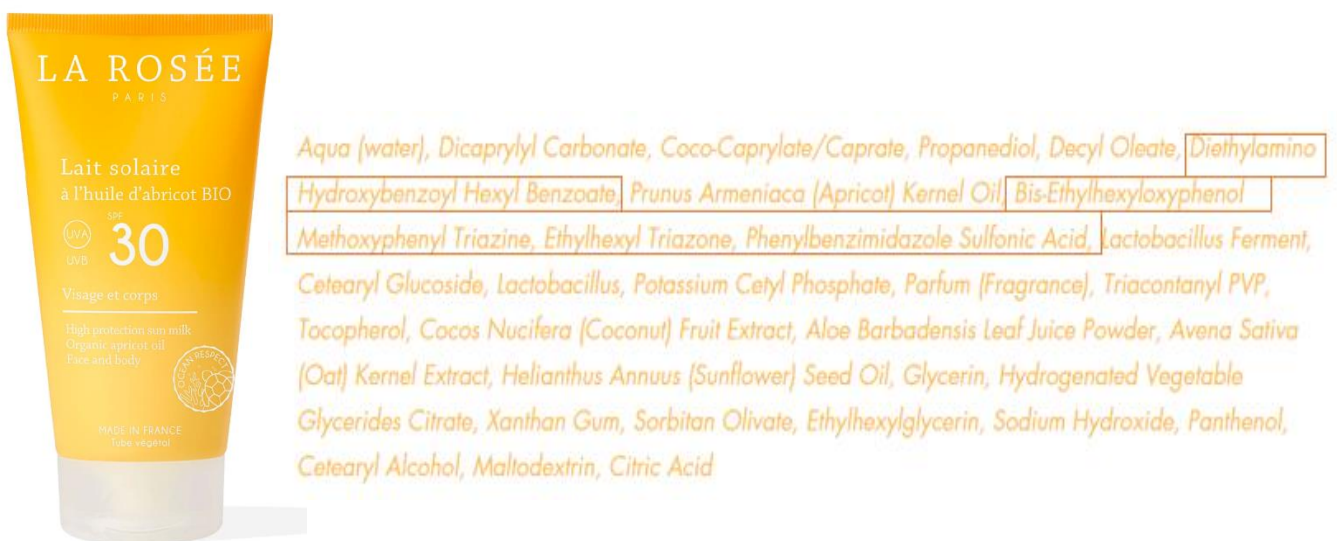 LA ROSÉE
PARIS
Lait solaire
à l'huile d'abricot BIO
UVA
UVB
SPF
30
Visage et corps
High protection sun milk
Organic apricot oil
Face and body
OCEAN RESPECT
MADE IN FRANCE
Tube végétal
Aqua (water), Dicaprylyl Carbonate, Coco-Caprylate/Caprate, Propanediol, Decyl Oleate, Diethylamino
Hydroxybenzoyl Hexyl Benzoate, Prunus Armeniaca (Apricot) Kernel Oil, Bis-Ethylhexyloxyphenol
Methoxyphenyl Triazine, Ethylhexyl Triazone, Phenylbenzimidazole Sulfonic Acid, Lactobacillus Ferment,
Cetearyl Glucoside, Lactobacillus, Potassium Cetyl Phosphate, Parfum (Fragrance), Triacontanyl PVP,
Tocopherol, Cocos Nucifera (Coconut) Fruit Extract, Aloe Barbadensis Leaf Juice Powder, Avena Sativa
(Oat) Kernel Extract, Helianthus Annuus (Sunflower) Seed Oil, Glycerin, Hydrogenated Vegetable
Glycerides Citrate, Xanthan Gum, Sorbitan Olivate, Ethylhexylglycerin, Sodium Hydroxide, Panthenol,
Cetearyl Alcohol, Maltodextrin, Citric Acid